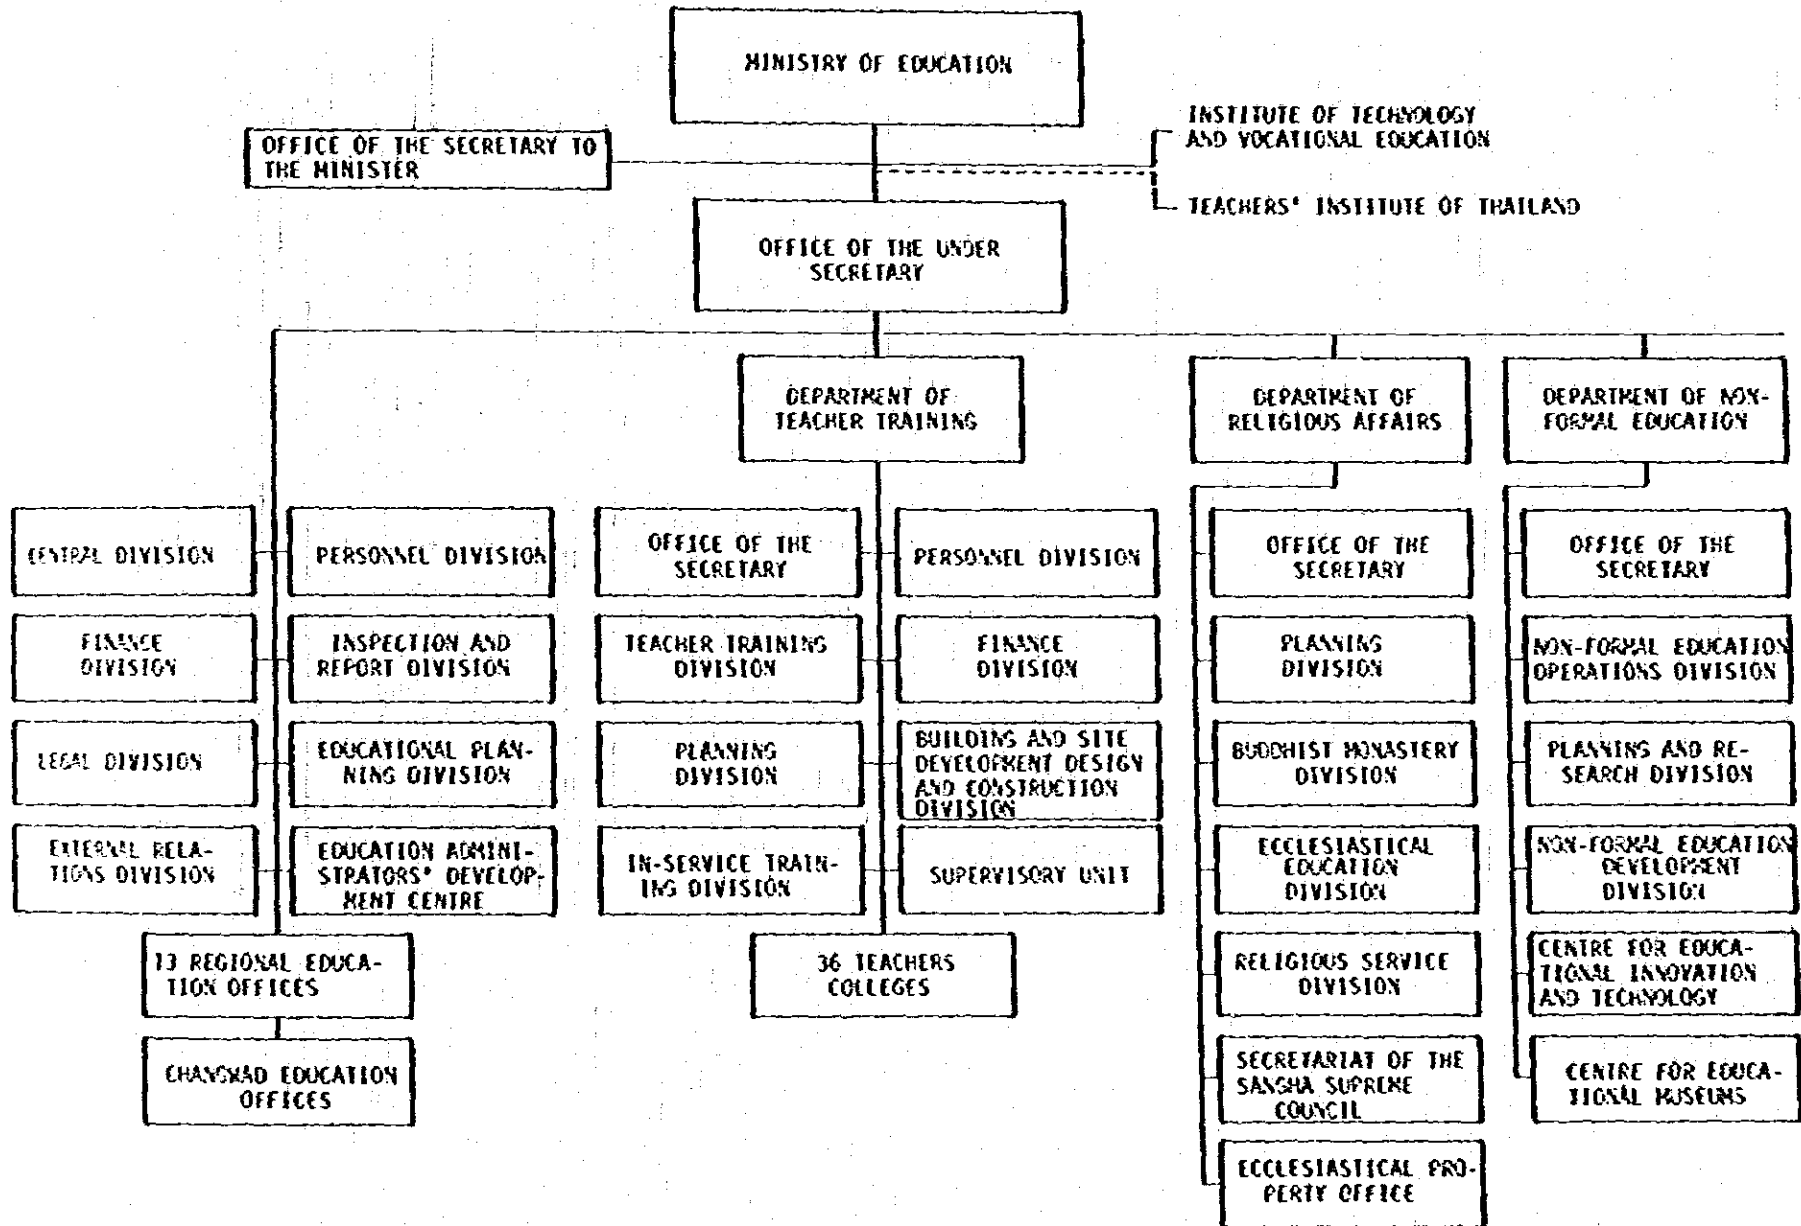 MINISTRY OF EDUCATION
OFFICE OF THE SECRETARY TO
THE MINISTER
INSTITUTE OF TECHNOLOGY
AND VOCATIONAL EDUCATION
TEACHERS' INSTITUTE OF THAILAND
OFFICE OF THE UNDER
SECRETARY
DEPARTMENT OF
TEACHER TRAINING
DEPARTMENT OF
RELIGIOUS AFFAIRS
DEPARTMENT OF NON-
FORMAL EDUCATION
CENTRAL DIVISION
PERSONNEL DIVISION
FINANCE
DIVISION
INSPECTION AND
REPORT DIVISION
LEGAL DIVISION
EDUCATIONAL PLAN-
NING DIVISION
EXTERNAL RELA-
TIONS DIVISION
EDUCATION ADMINI-
STRATORS' DEVELOP-
MENT CENTRE
13 REGIONAL EDUCA-
TION OFFICES
CHANGWAD EDUCATION
OFFICES
OFFICE OF THE
SECRETARY
PERSONNEL DIVISION
TEACHER TRAINING
DIVISION
FINANCE
DIVISION
PLANNING
DIVISION
BUILDING AND SITE
DEVELOPMENT DESIGN
AND CONSTRUCTION
DIVISION
IN-SERVICE TRAIN-
ING DIVISION
SUPERVISORY UNIT
36 TEACHERS
COLLEGES
OFFICE OF THE
SECRETARY
PLANNING
DIVISION
BUDDHIST MONASTERY
DIVISION
ECCLESIASTICAL
EDUCATION
DIVISION
RELIGIOUS SERVICE
DIVISION
SECRETARIAT OF THE
SANGHA SUPREME
COUNCIL
ECCLESIASTICAL PRO-
PERTY OFFICE
OFFICE OF THE
SECRETARY
NON-FORMAL EDUCATION
OPERATIONS DIVISION
PLANNING AND RE-
SEARCH DIVISION
NON-FORMAL EDUCATION
DEVELOPMENT
DIVISION
CENTRE FOR EDUCA-
TIONAL INNOVATION
AND TECHNOLOGY
CENTRE FOR EDUCA-
TIONAL MUSEUMS